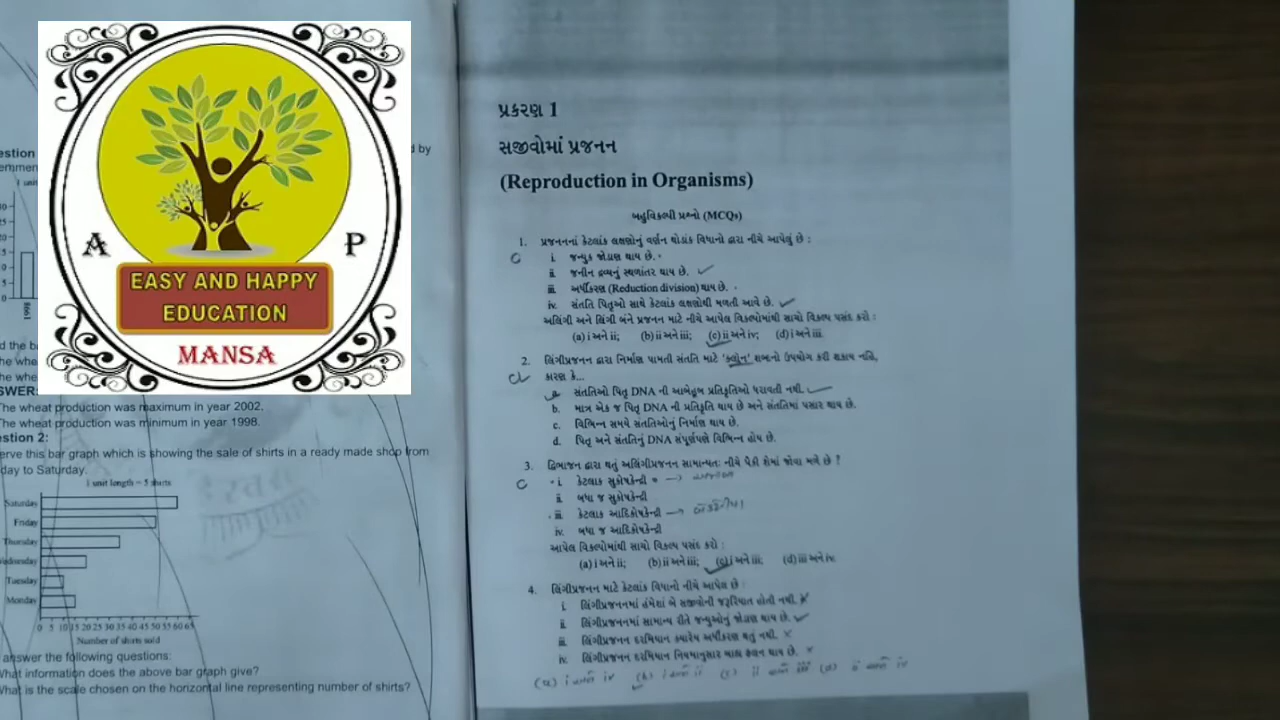 A P
EASY AND HAPPY
EDUCATION
MANSA
d by
1998
The wheat production was maximum in year 2002.
The wheat production was minimum in year 1998.
estion 2:
erve this bar graph which is showing the sale of shirts in a ready made shop from
day to Saturday.
1 unit length = 5 shirts
Saturday
Friday
Thursday
Wednesday
Tuesday
Monday
0 5 10 15 20 25 30 35 40 45 50 55 60 65
Number of shirts sold
answer the following questions:
What information does the above bar graph give?
What is the scale chosen on the horizontal line representing number of shirts?
પ્રકરણ 1
સજીવોમાં પ્રજનન
(Reproduction in Organisms)
બહુવિકલ્પી પ્રશ્નો (MCQs)
1. પ્રજનનનાં કેટલાંક લક્ષણોનું વર્ણન થોડાંક વિધાનો દ્વારા નીચે આપેલું છે :
C i. જન્યુક જોડાણ થાય છે.
ii. જનીન દ્રવ્યનું સ્થળાંતર થાય છે.
iii. અર્ધીકરણ (Reduction division) થાય છે.
iv. સંતતિ પિતૃઓ સાથે કેટલાંક લક્ષણોથી મળતી આવે છે.
અલિંગી અને લિંગી બંને પ્રજનન માટે નીચે આપેલ વિકલ્પોમાંથી સાચો વિકલ્પ પસંદ કરો :
(a) i અને ii; (b) ii અને iii; (c) ii અને iv; (d) i અને iii
2. લિંગીપ્રજનન દ્વારા નિર્માણ પામતી સંતતિ માટે 'ક્લોન' શબ્દનો ઉપયોગ કરી શકાય નહિ,
કારણ કે...
a. સંતતિઓ પિતૃ DNA ની આબેહૂબ પ્રતિકૃતિઓ ધરાવતી નથી.
b. માત્ર એક જ પિતૃ DNA ની પ્રતિકૃતિ થાય છે અને સંતતિમાં પસાર થાય છે.
c. વિભિન્ન સમયે સંતતિઓનું નિર્માણ થાય છે.
d. પિતૃ અને સંતતિનું DNA સંપૂર્ણપણે વિભિન્ન હોય છે.
3. દ્વિભાજન દ્વારા થતું અલિંગીપ્રજનન સામાન્યતઃ નીચે પૈકી શેમાં જોવા મળે છે ?
C i. કેટલાક સુકોષકેન્દ્રી
ii. બધા જ સુકોષકેન્દ્રી
iii. કેટલાક આદિકોષકેન્દ્રી
iv. બધા જ આદિકોષકેન્દ્રી
આપેલ વિકલ્પોમાંથી સાચો વિકલ્પ પસંદ કરો :
(a) i અને ii; (b) ii અને iii; (c) i અને iii; (d) iii અને iv
4. લિંગીપ્રજનન માટે કેટલાંક વિધાનો નીચે આપેલ છે :
i. લિંગીપ્રજનનમાં હંમેશાં બે સજીવોની જરૂરિયાત હોતી નથી.
ii. લિંગીપ્રજનનમાં સામાન્ય રીતે જન્યુઓનું જોડાણ થાય છે.
iii. લિંગીપ્રજનન દરમિયાન ક્યારેય અર્ધીકરણ થતું નથી.
iv. લિંગીપ્રજનન દરમિયાન નિયમાનુસાર બાહ્ય ફલન થાય છે.
(a) i અને iv (b) i અને ii (c) ii અને iii (d) ii અને iv